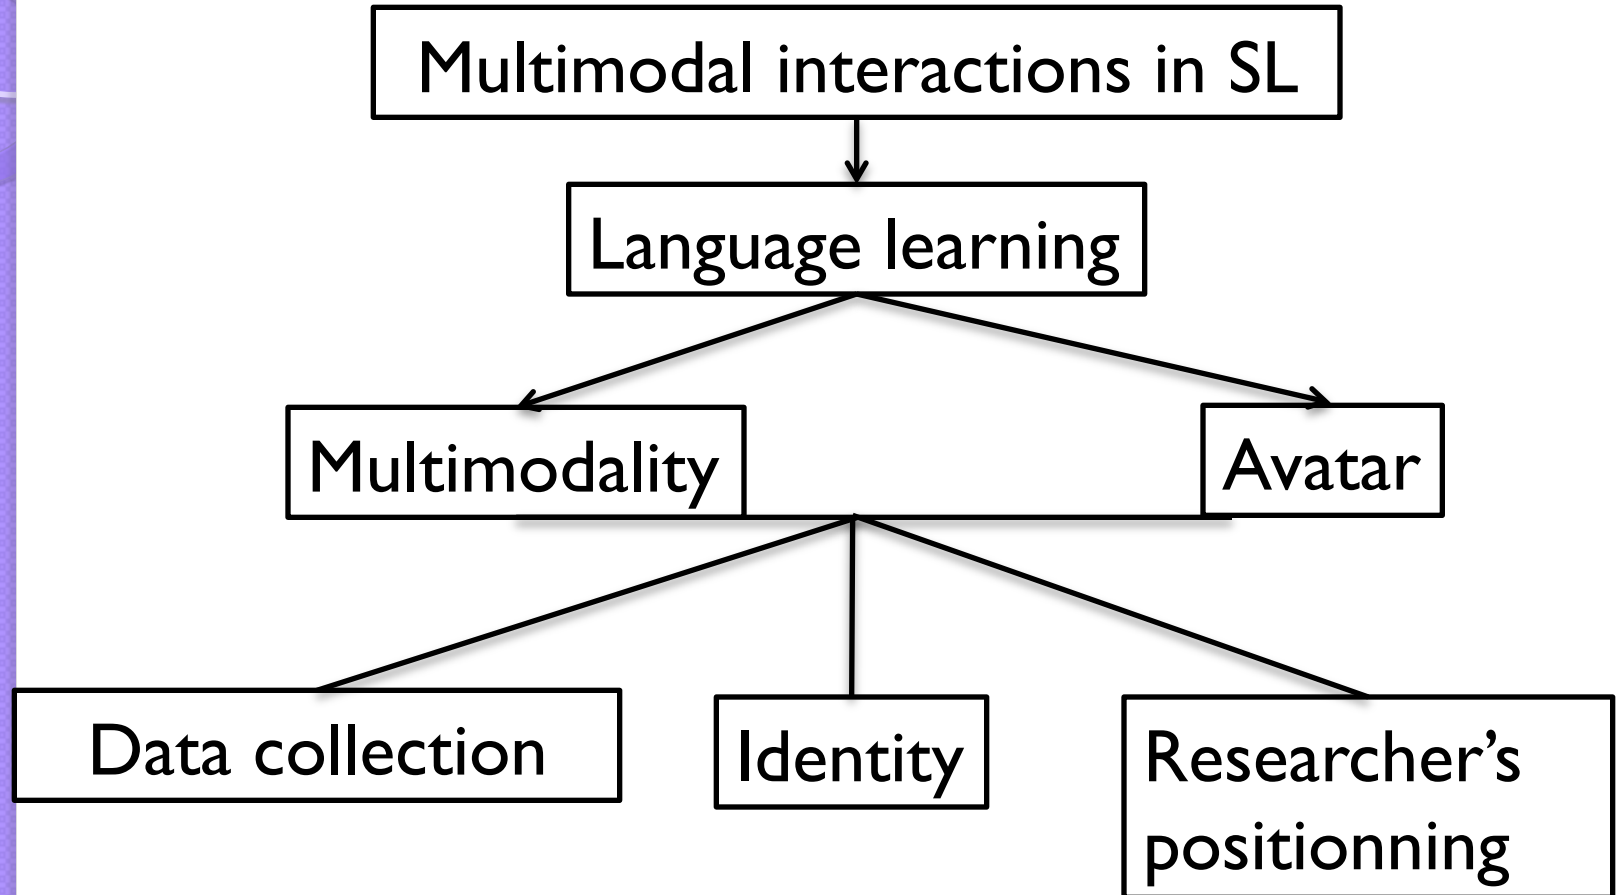 Multimodal interactions in SL
Language learning
Multimodality
Avatar
Data collection
Identity
Researcher’s
positionning